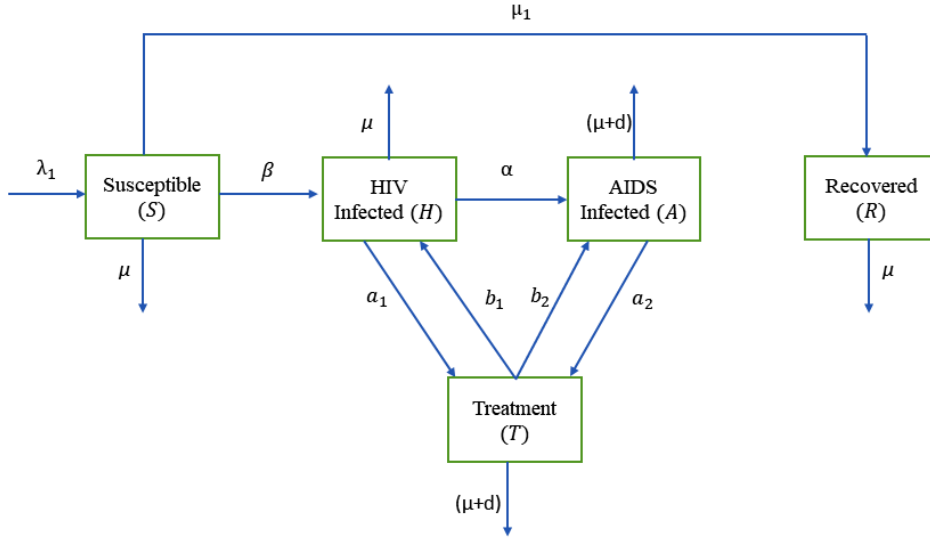 μ₁
μ
(μ+d)
λ₁
Susceptible
(S)
β
HIV
Infected (H)
α
AIDS
Infected (A)
Recovered
(R)
μ
a₁
b₁
b₂
a₂
μ
Treatment
(T)
(μ+d)